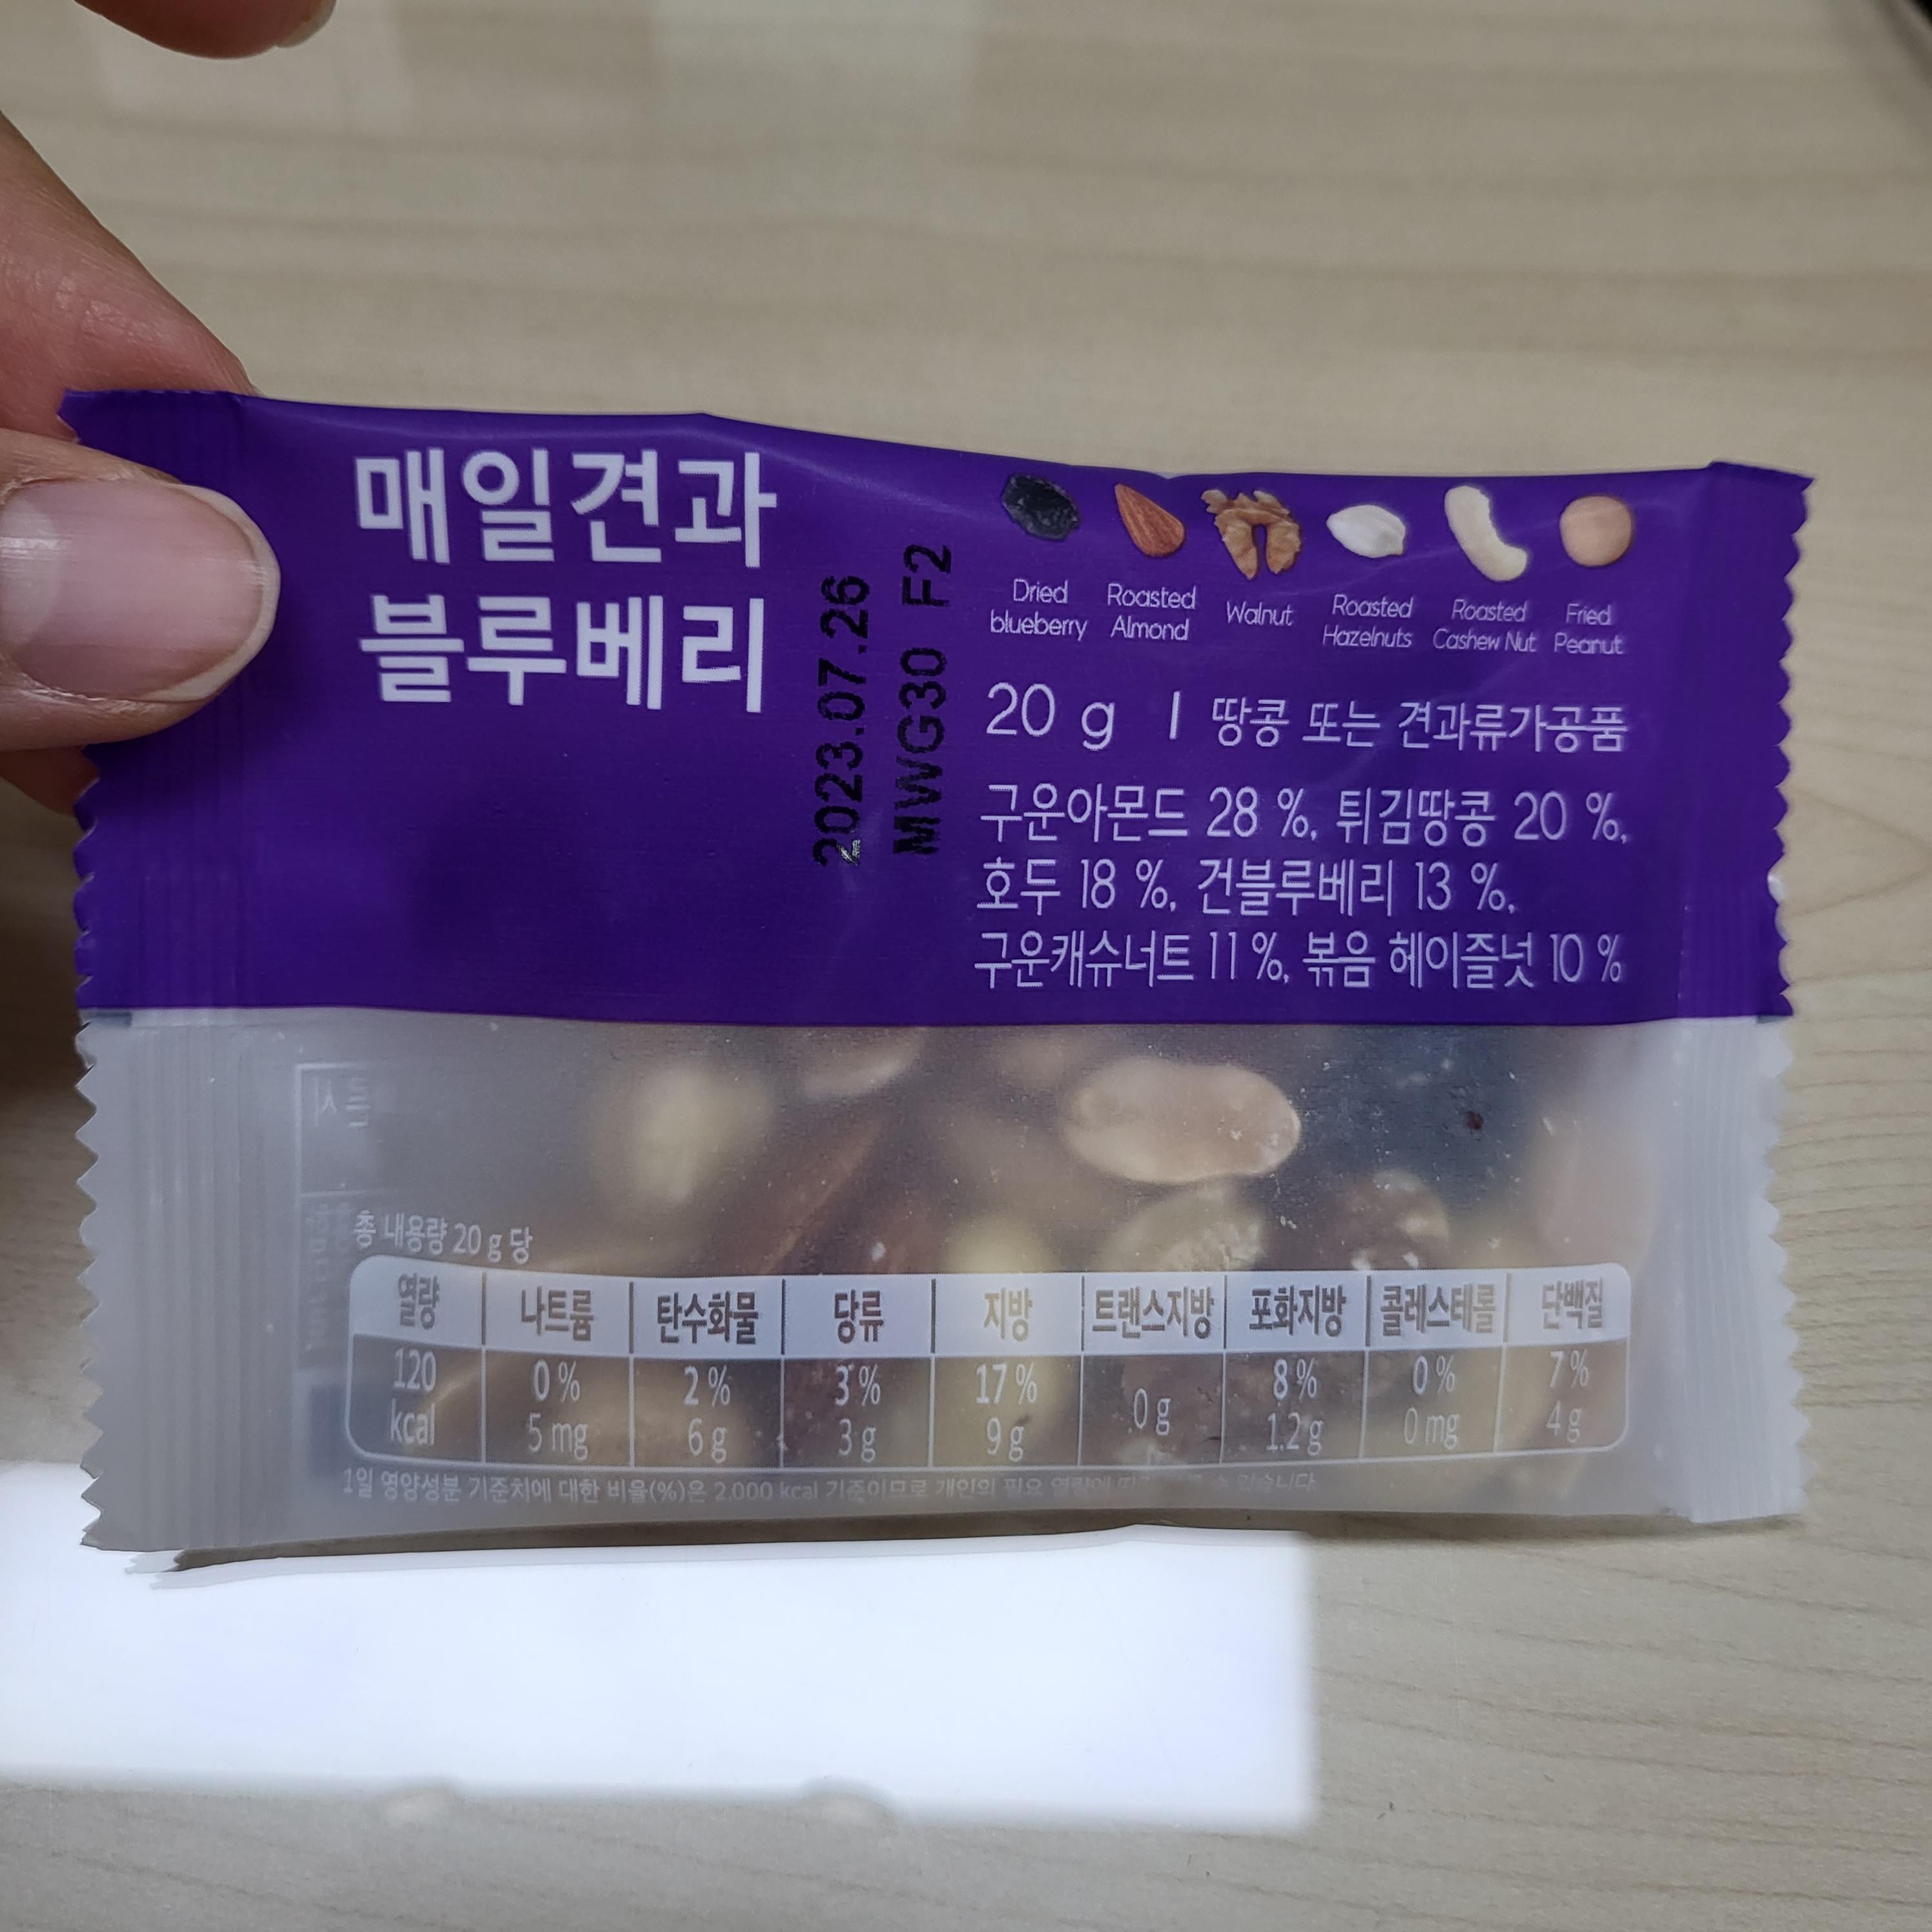 매일견과
블루베리
2023.07.26
MWG30 F2
Dried
blueberry
Roasted
Almond
Walnut
Roasted
Hazelnuts
Roasted
Cashew Nut
Fried
Peanut
20 g | 땅콩 또는 견과류가공품
구운아몬드 28 %, 튀김땅콩 20 %,
호두 18 %, 건블루베리 13 %,
구운캐슈너트 11 %, 볶음 헤이즐넛 10 %
총 내용량 20 g 당
열량 나트륨 탄수화물 당류 지방 트랜스지방 포화지방 콜레스테롤 단백질
120 0 % 2 % 3 % 17 % 0 g 8 % 0 % 7 %
kcal 5 mg 6 g 3 g 9 g 1.2 g 0 mg 4 g
1일 영양성분 기준치에 대한 비율(%)은 2,000 kcal 기준이므로 개인의 필요 열량에 수 있습니다